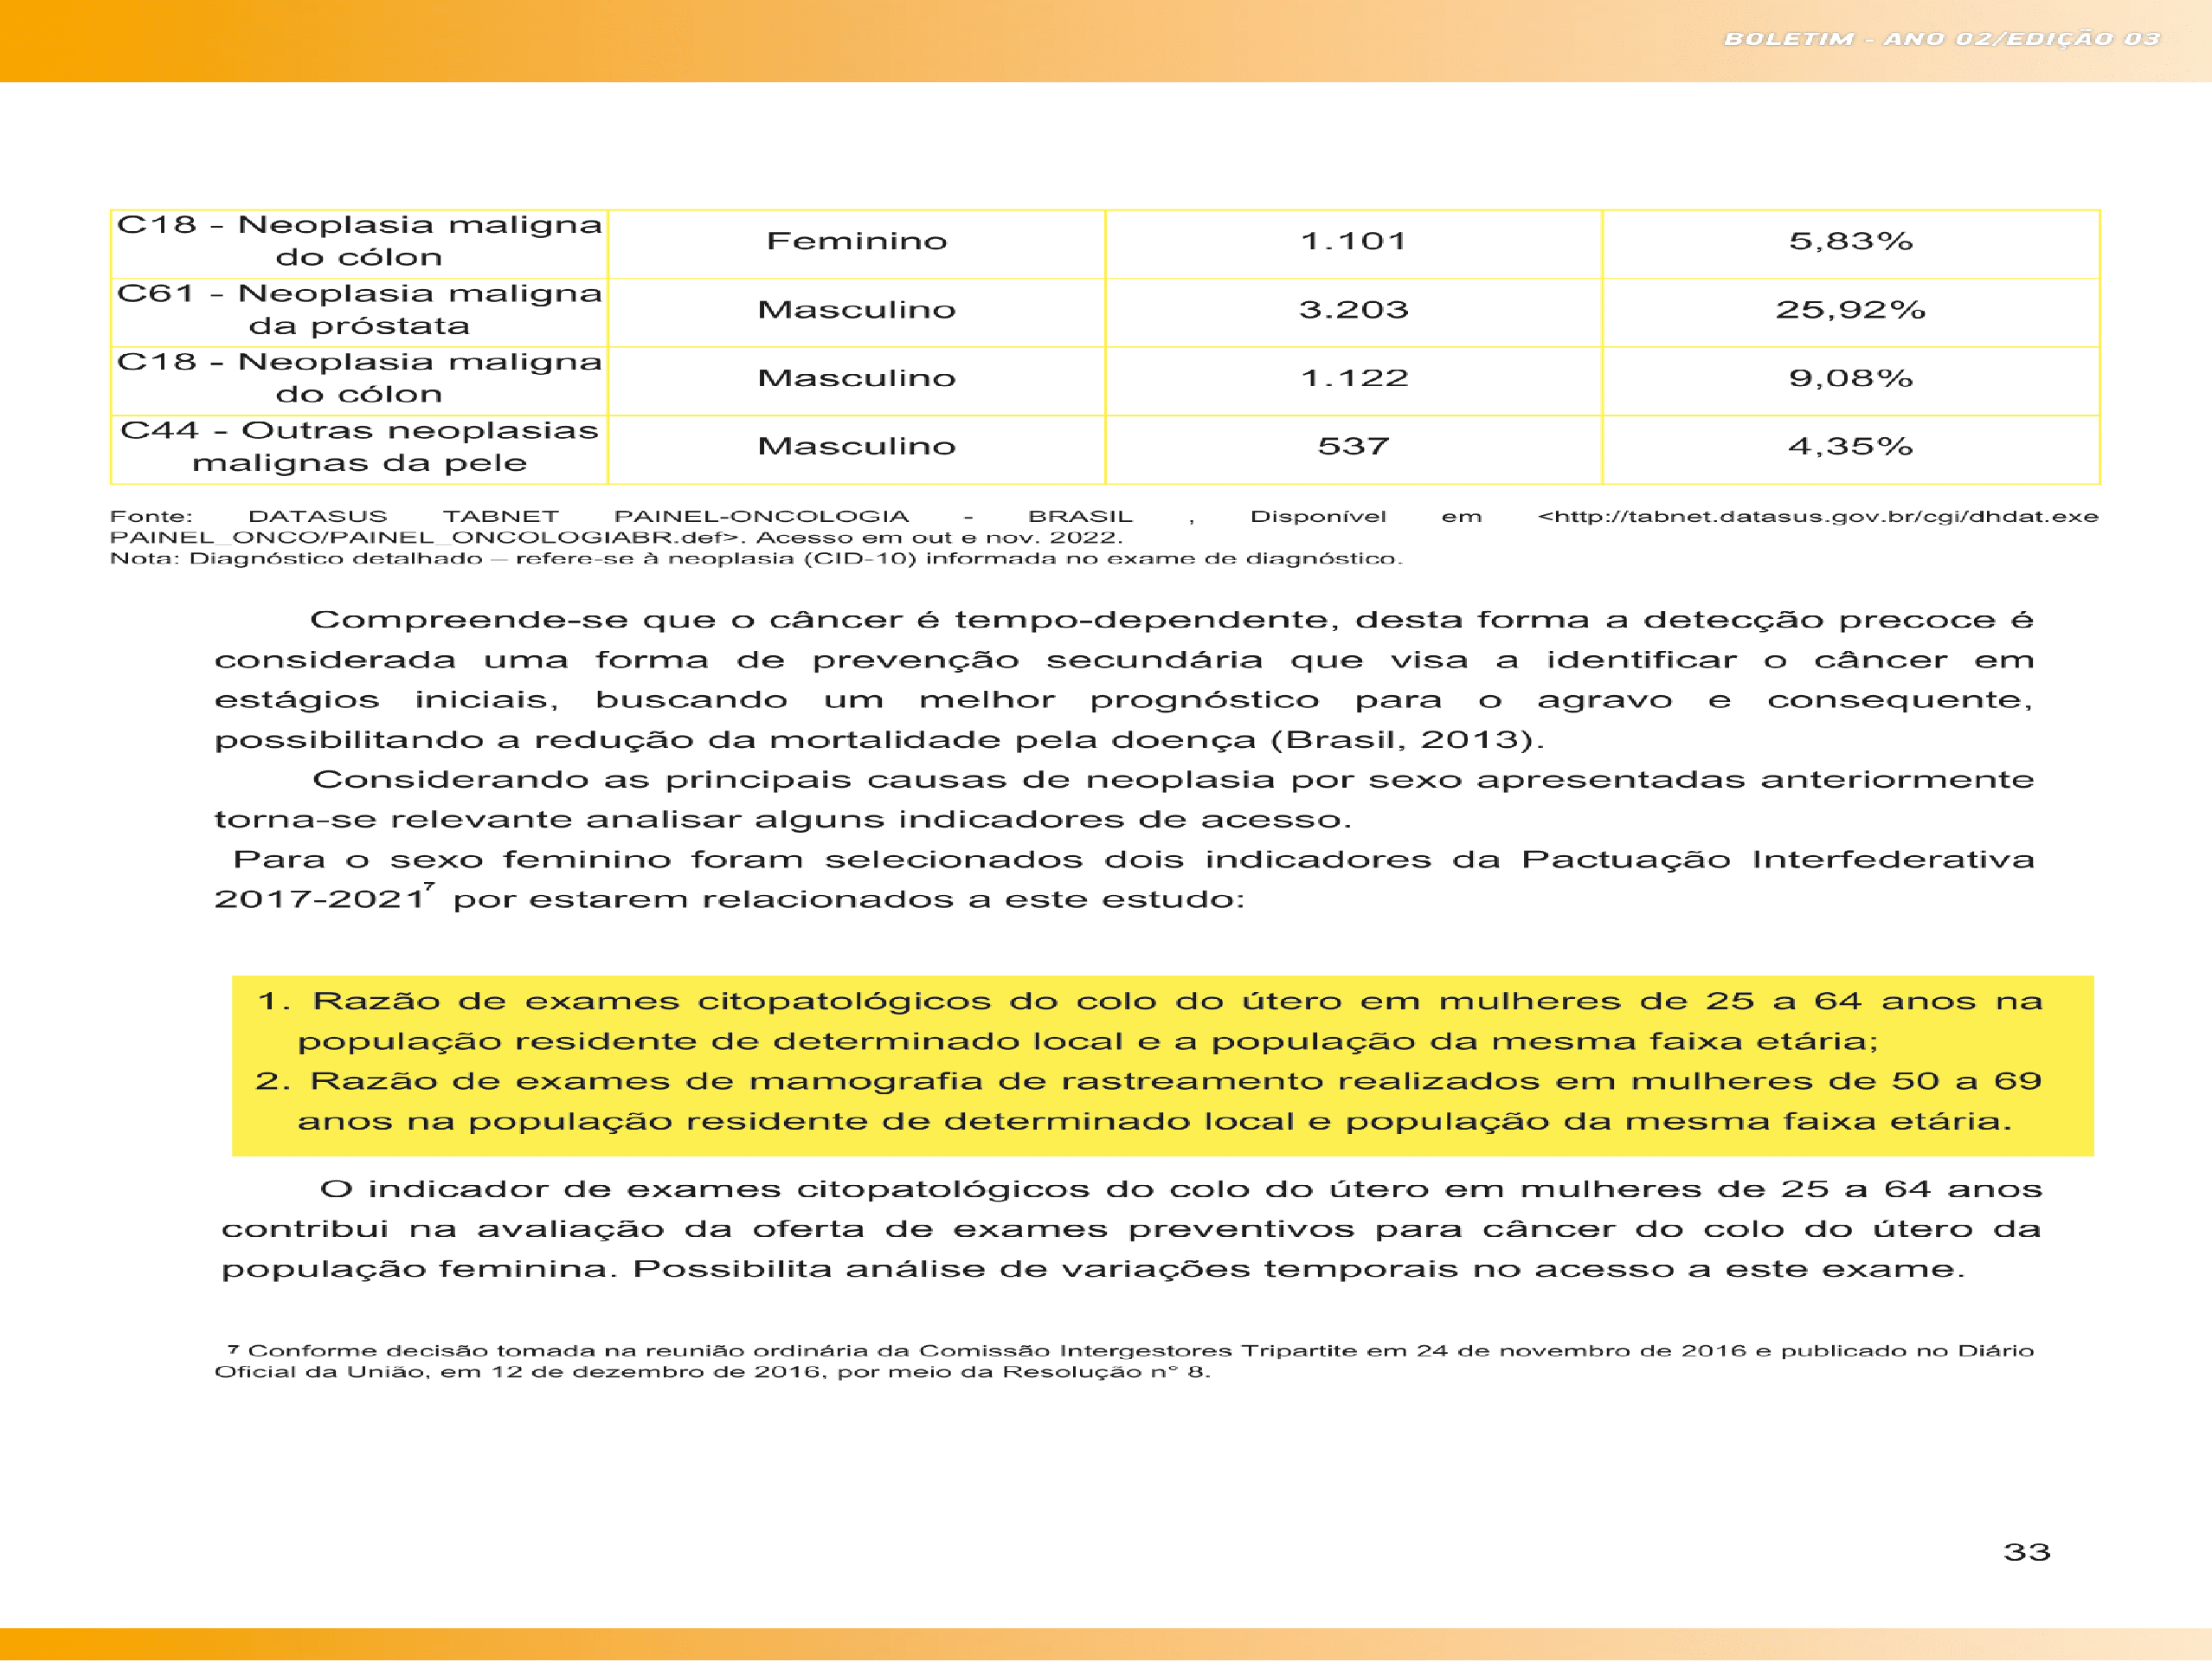 BOLETIM - ANO 02/EDIÇÃO 03
C18 - Neoplasia maligna
do cólon
Feminino
1.101
5,83%
C61 - Neoplasia maligna
da próstata
Masculino
3.203
25,92%
C18 - Neoplasia maligna
do cólon
Masculino
1.122
9,08%
C44 - Outras neoplasias
malignas da pele
Masculino
537
4,35%
Fonte: DATASUS TABNET PAINEL-ONCOLOGIA - BRASIL , Disponível em <http://tabnet.datasus.gov.br/cgi/dhdat.exe
PAINEL_ONCO/PAINEL_ONCOLOGIABR.def>. Acesso em out e nov. 2022.
Nota: Diagnóstico detalhado – refere-se à neoplasia (CID-10) informada no exame de diagnóstico.
Compreende-se que o câncer é tempo-dependente, desta forma a detecção precoce é
considerada uma forma de prevenção secundária que visa a identificar o câncer em
estágios iniciais, buscando um melhor prognóstico para o agravo e consequente,
possibilitando a redução da mortalidade pela doença (Brasil, 2013).
Considerando as principais causas de neoplasia por sexo apresentadas anteriormente
torna-se relevante analisar alguns indicadores de acesso.
Para o sexo feminino foram selecionados dois indicadores da Pactuação Interfederativa
2017-2021⁷ por estarem relacionados a este estudo:
1. Razão de exames citopatológicos do colo do útero em mulheres de 25 a 64 anos na
população residente de determinado local e a população da mesma faixa etária;
2. Razão de exames de mamografia de rastreamento realizados em mulheres de 50 a 69
anos na população residente de determinado local e população da mesma faixa etária.
O indicador de exames citopatológicos do colo do útero em mulheres de 25 a 64 anos
contribui na avaliação da oferta de exames preventivos para câncer do colo do útero da
população feminina. Possibilita análise de variações temporais no acesso a este exame.
7 Conforme decisão tomada na reunião ordinária da Comissão Intergestores Tripartite em 24 de novembro de 2016 e publicado no Diário
Oficial da União, em 12 de dezembro de 2016, por meio da Resolução n° 8.
33